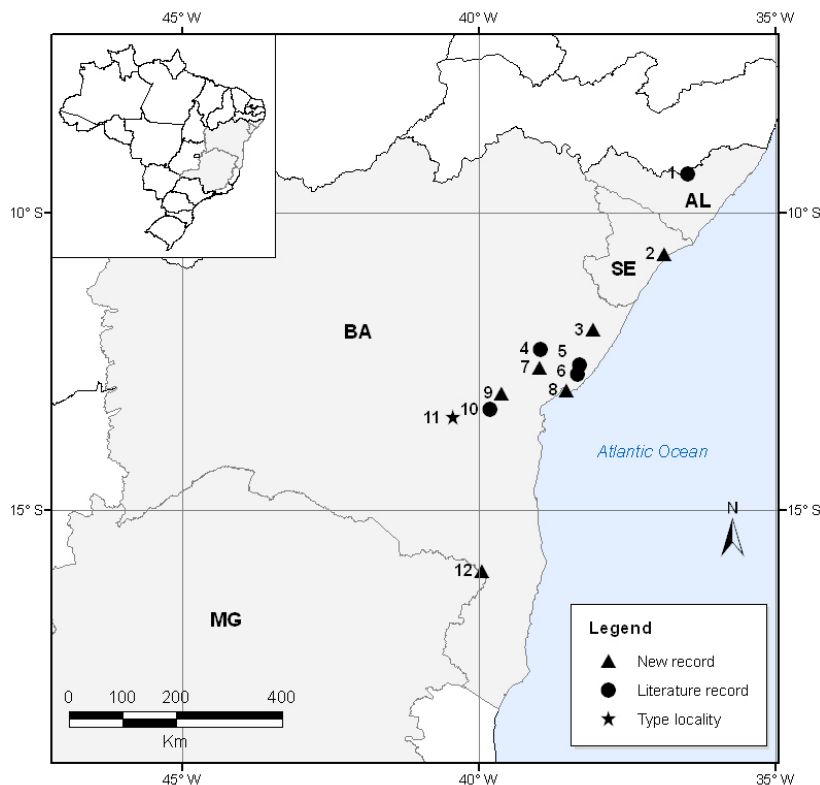 45° W
40° W
35° W
1
AL
10° S
10° S
2
SE
3
BA
4
5
7
6
9
8
10
11
Atlantic Ocean
15° S
15° S
N
12
MG
Legend
New record
Literature record
Type locality
0 100 200 400
Km
45° W
40° W
35° W